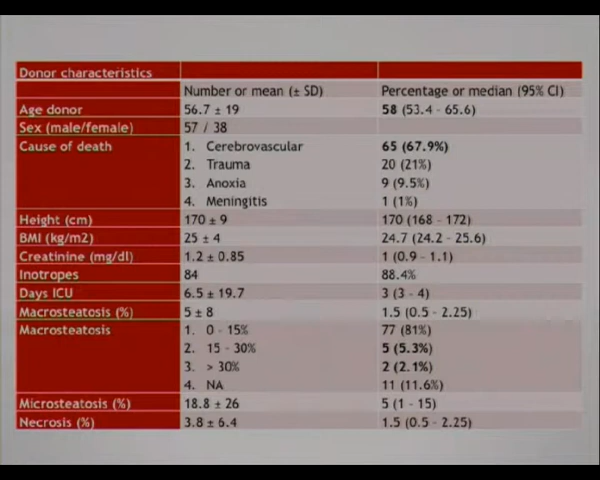 Donor characteristics
Number or mean (± SD) Percentage or median (95% CI)
Age donor 56.7 ± 19 58 (53.4 - 65.6)
Sex (male/female) 57 / 38
Cause of death 1. Cerebrovascular 65 (67.9%)
2. Trauma 20 (21%)
3. Anoxia 9 (9.5%)
4. Meningitis 1 (1%)
Height (cm) 170 ± 9 170 (168 - 172)
BMI (kg/m2) 25 ± 4 24.7 (24.2 - 25.6)
Creatinine (mg/dl) 1.2 ± 0.85 1 (0.9 - 1.1)
Inotropes 84 88.4%
Days ICU 6.5 ± 19.7 3 (3 - 4)
Macrosteatosis (%) 5 ± 8 1.5 (0.5 - 2.25)
Macrosteatosis 1. 0 - 15% 77 (81%)
2. 15 - 30% 5 (5.3%)
3. > 30% 2 (2.1%)
4. NA 11 (11.6%)
Microsteatosis (%) 18.8 ± 26 5 (1 - 15)
Necrosis (%) 3.8 ± 6.4 1.5 (0.5 - 2.25)